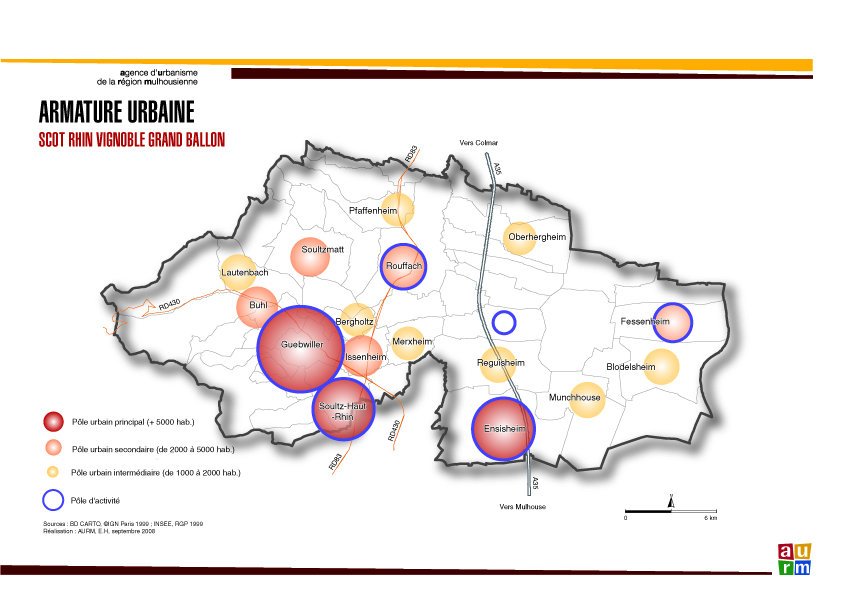 agence d'urbanisme
de la région mulhousienne
ARMATURE URBAINE
SCOT RHIN VIGNOBLE GRAND BALLON
Vers Colmar
RD83
A35
Pfaffenheim
Oberhergheim
Soultzmatt
Rouffach
Lautenbach
RD430
Buhl
Bergholtz
Fessenheim
Guebwiller
Merxheim
Issenheim
Reguisheim
Blodelsheim
Munchhouse
Soultz-Haut
-Rhin
Ensisheim
RD430
RD83
A35
Vers Mulhouse
Pôle urbain principal (+ 5000 hab.)
Pôle urbain secondaire (de 2000 à 5000 hab.)
Pôle urbain intermédiaire (de 1000 à 2000 hab.)
Pôle d'activité
Sources : BD CARTO, ©IGN Paris 1999 ; INSEE, RGP 1999
Réalisation : AURM, E.H. septembre 2008
N
0 6 km
au
rm